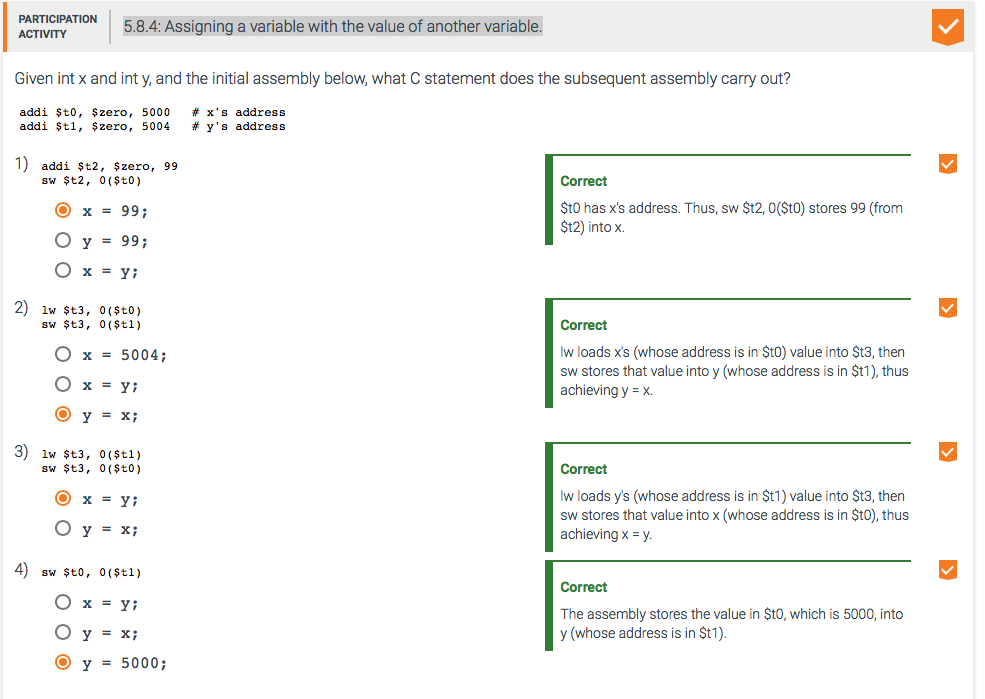 PARTICIPATION
ACTIVITY
5.8.4: Assigning a variable with the value of another variable.
Given int x and int y, and the initial assembly below, what C statement does the subsequent assembly carry out?
addi $t0, $zero, 5000 # x's address
addi $t1, $zero, 5004 # y's address
1) addi $t2, $zero, 99
sw $t2, 0($t0)
x = 99;
y = 99;
x = y;
Correct
$t0 has x's address. Thus, sw $t2, 0($t0) stores 99 (from
$t2) into x.
2) lw $t3, 0($t0)
sw $t3, 0($t1)
x = 5004;
x = y;
y = x;
Correct
lw loads x's (whose address is in $t0) value into $t3, then
sw stores that value into y (whose address is in $t1), thus
achieving y = x.
3) lw $t3, 0($t1)
sw $t3, 0($t0)
x = y;
y = x;
Correct
lw loads y's (whose address is in $t1) value into $t3, then
sw stores that value into x (whose address is in $t0), thus
achieving x = y.
4) sw $t0, 0($t1)
x = y;
y = x;
y = 5000;
Correct
The assembly stores the value in $t0, which is 5000, into
y (whose address is in $t1).